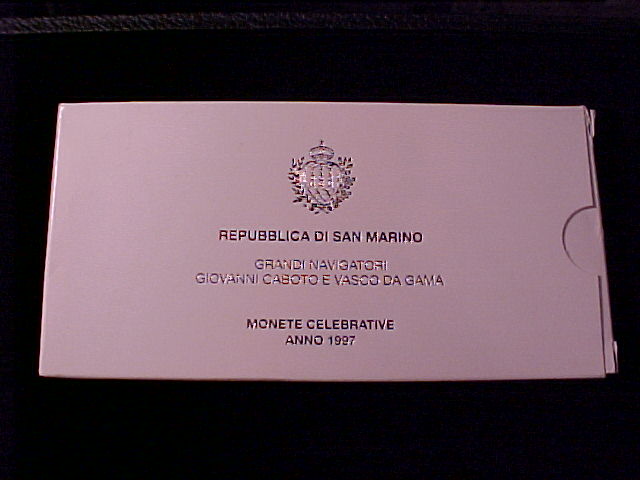 REPUBBLICA DI SAN MARINO
GRANDI NAVIGATORI
GIOVANNI CABOTO E VASCO DA GAMA
MONETE CELEBRATIVE
ANNO 1997